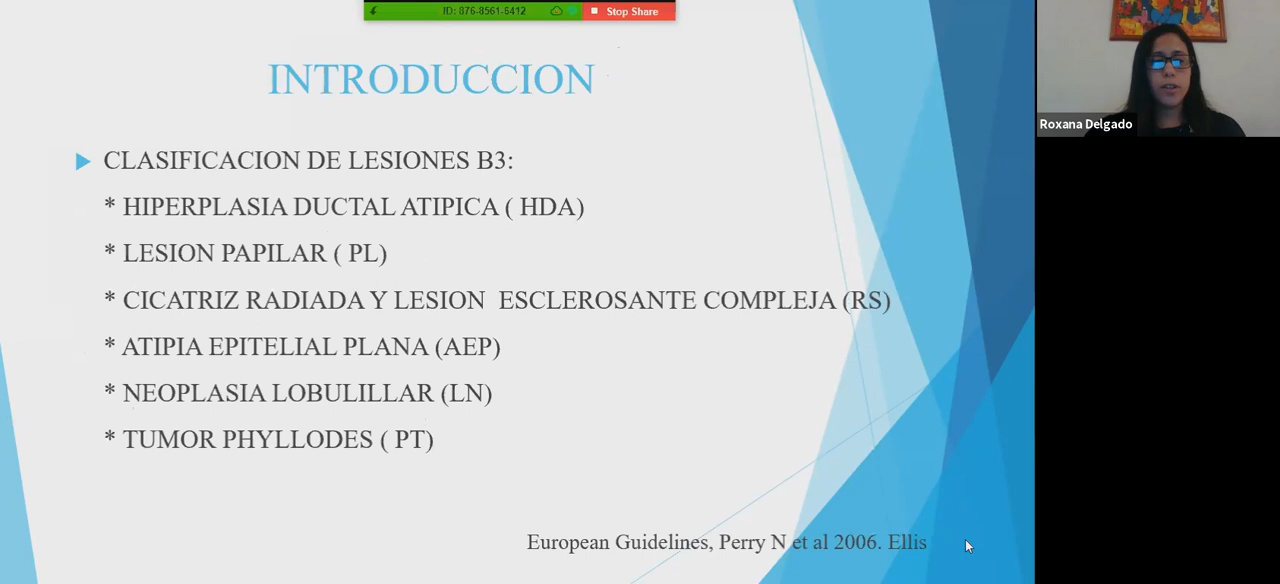 ID: 876-8561-6412 Stop Share
INTRODUCCION
CLASIFICACION DE LESIONES B3:
* HIPERPLASIA DUCTAL ATIPICA ( HDA)
* LESION PAPILAR ( PL)
* CICATRIZ RADIADA Y LESION ESCLEROSANTE COMPLEJA (RS)
* ATIPIA EPITELIAL PLANA (AEP)
* NEOPLASIA LOBULILLAR (LN)
* TUMOR PHYLLODES ( PT)
European Guidelines, Perry N et al 2006. Ellis
Roxana Delgado